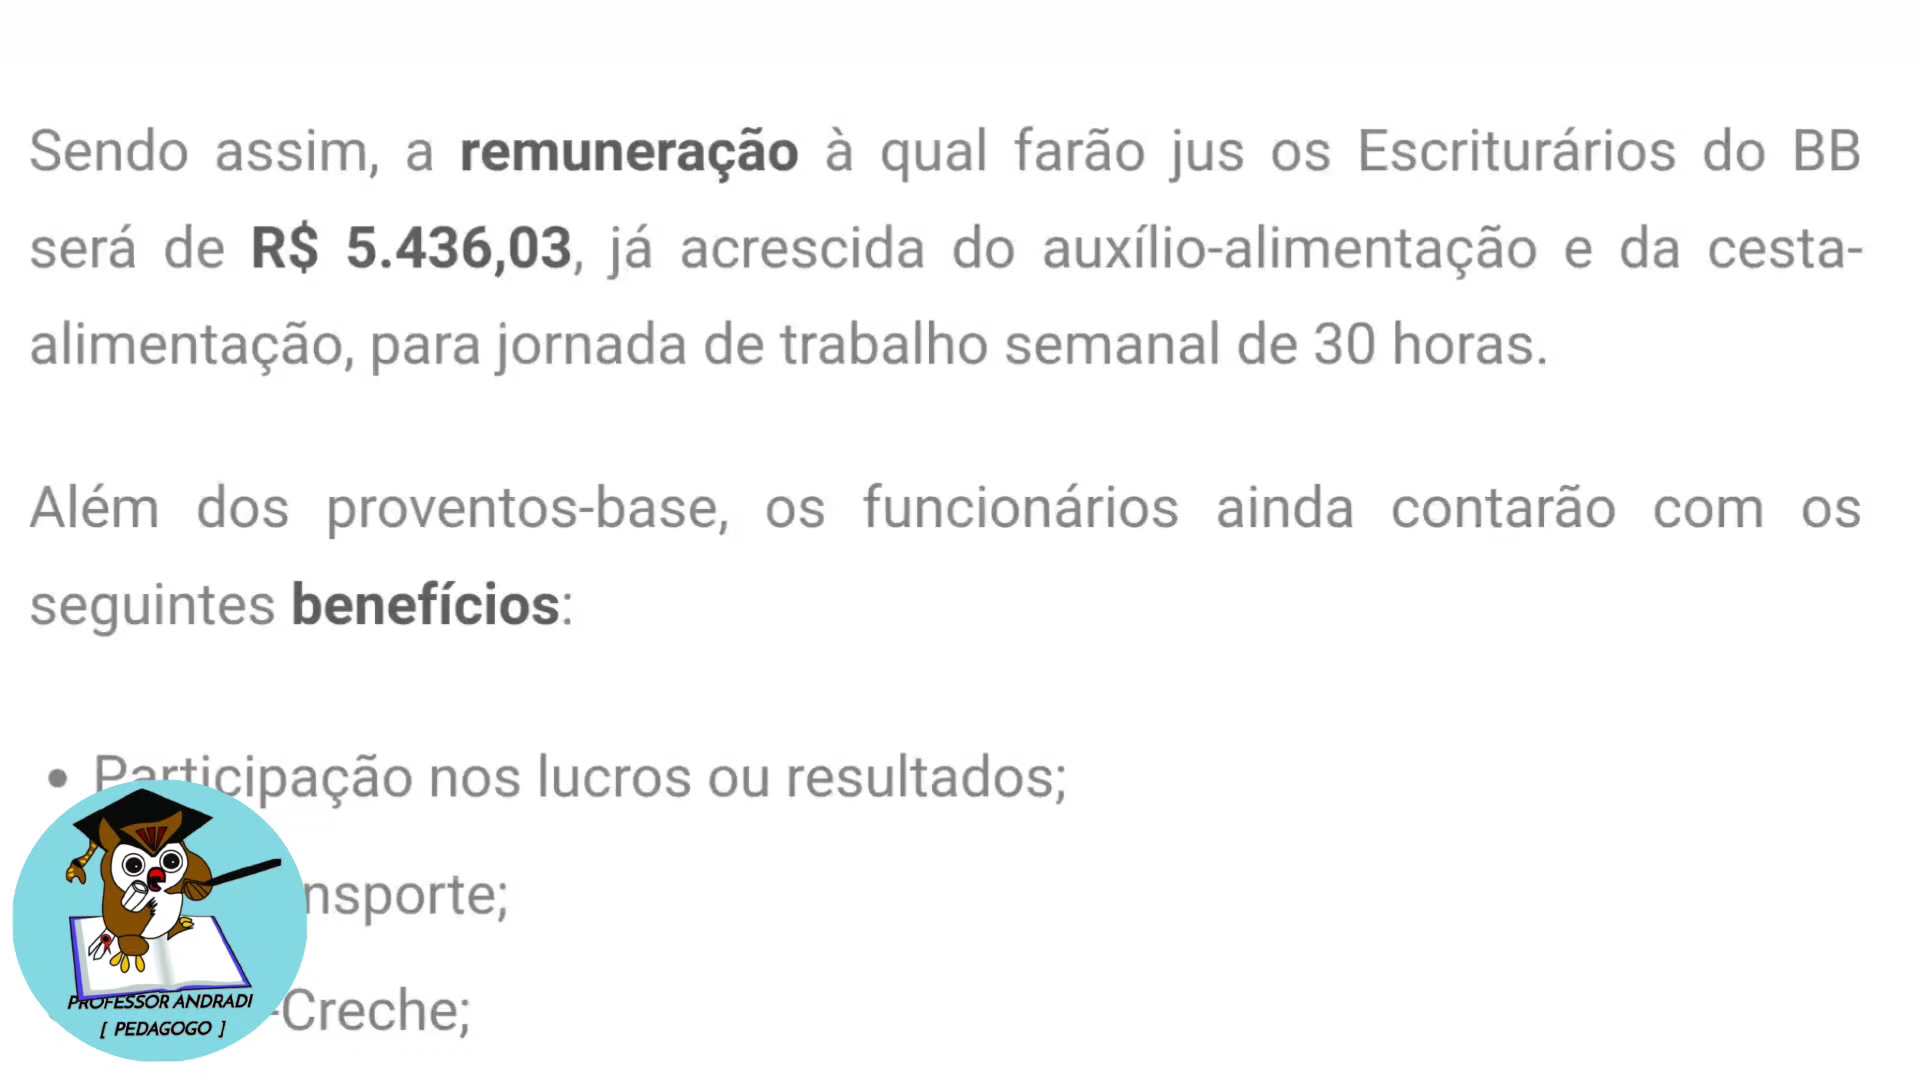 Sendo assim, a remuneração à qual farão jus os Escriturários do BB
será de R$ 5.436,03, já acrescida do auxílio-alimentação e da cesta-
alimentação, para jornada de trabalho semanal de 30 horas.
Além dos proventos-base, os funcionários ainda contarão com os
seguintes benefícios:
• Participação nos lucros ou resultados;
nsporte;
-Creche;
PROFESSOR ANDRADI
[ PEDAGOGO ]